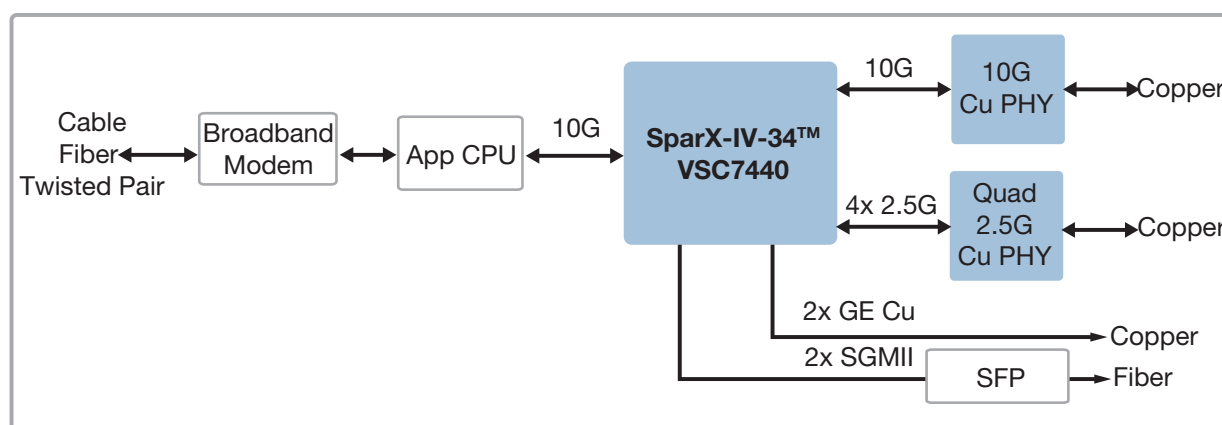 Cable
Fiber
Twisted Pair
Broadband
Modem
App CPU
10G
SparX-IV-34™
VSC7440
10G
10G
Cu PHY
Copper
4x 2.5G
Quad
2.5G
Cu PHY
Copper
2x GE Cu
Copper
2x SGMII
SFP
Fiber